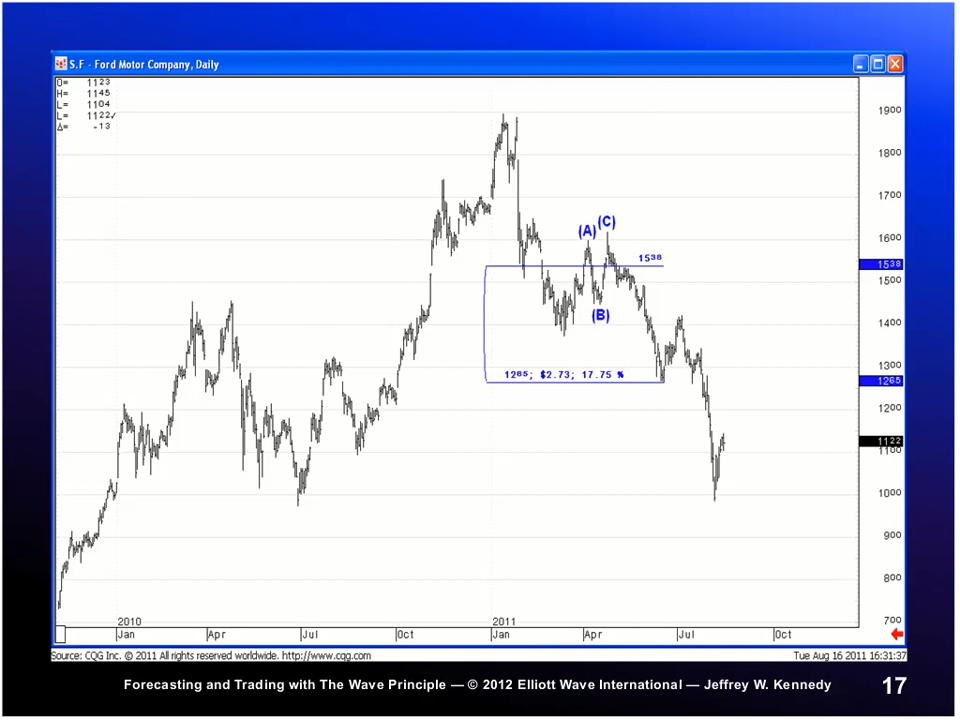 S.F - Ford Motor Company, Daily
O= 1123
H= 1145
L= 1104
L= 1122✓
Δ= -13
1900
1800
1700
(A) (C)
1600
1538
1538
1500
(B)
1400
1300
1265; $2.73; 17.75 %
1265
1200
1122
1100
1000
900
800
700
2010 2011
Jan Apr Jul Oct Jan Apr Jul Oct
Source: CQG Inc. © 2011 All rights reserved worldwide. http://www.cqg.com Tue Aug 16 2011 16:31:37
Forecasting and Trading with The Wave Principle — © 2012 Elliott Wave International — Jeffrey W. Kennedy 17